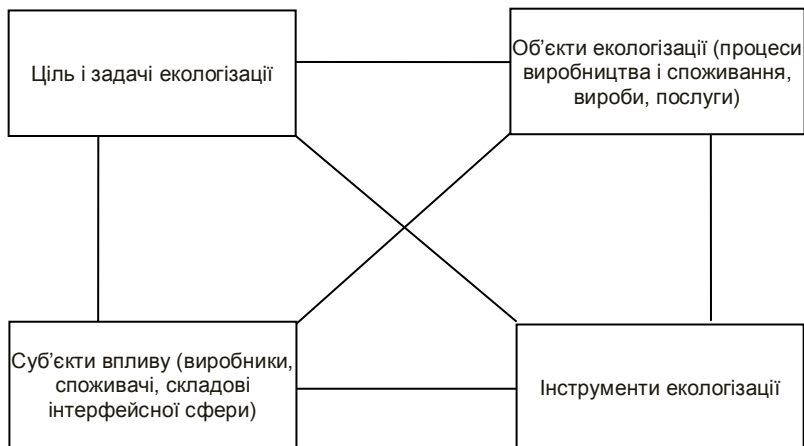 Ціль і задачі екологізації
Об’єкти екологізації (процеси
виробництва і споживання,
вироби, послуги)
Суб’єкти впливу (виробники,
споживачі, складові
інтерфейсної сфери)
Інструменти екологізації